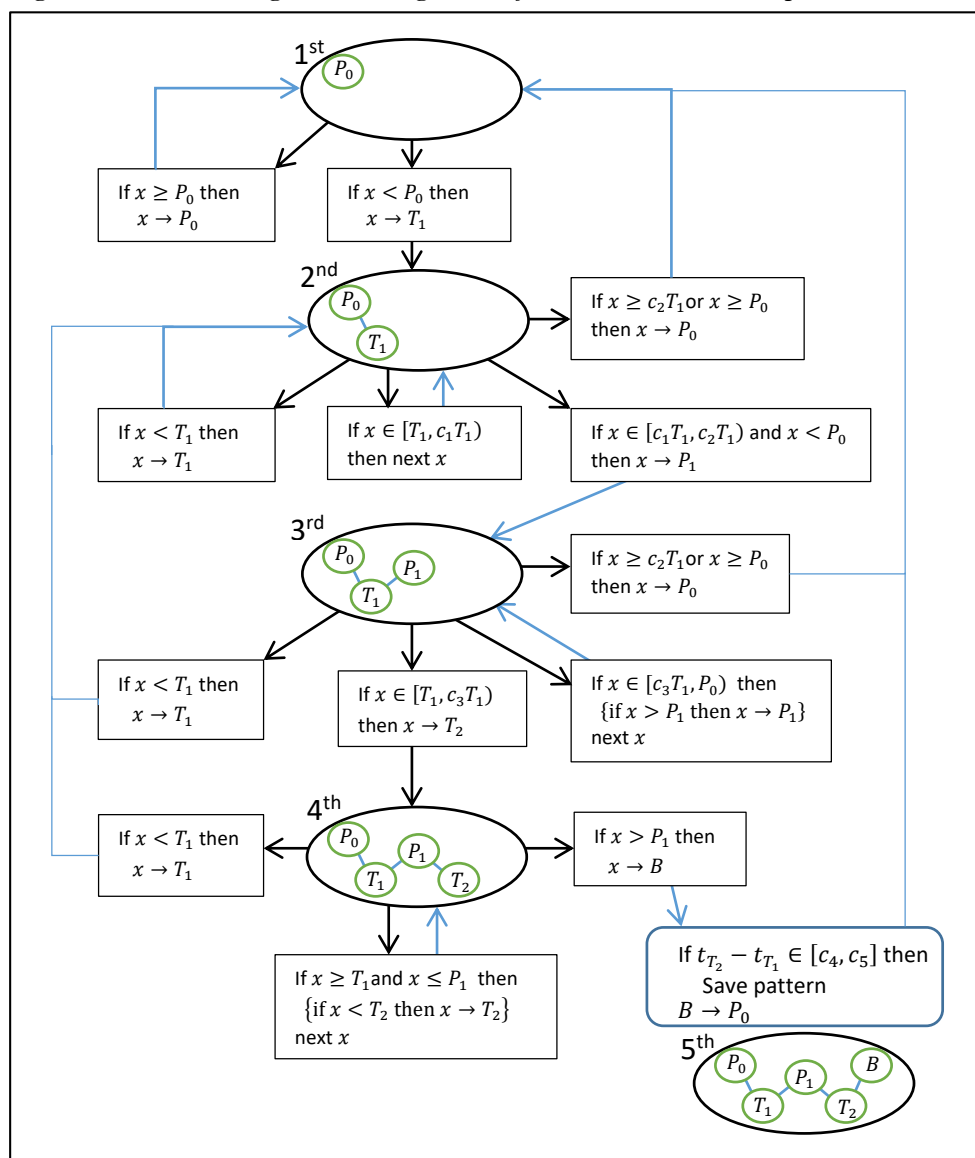 1st
P₀
If x ≥ P₀ then
x → P₀
If x < P₀ then
x → T₁
2nd
P₀
T₁
If x ≥ c₂T₁ or x ≥ P₀
then x → P₀
If x < T₁ then
x → T₁
If x ∈ [T₁, c₁T₁)
then next x
If x ∈ [c₁T₁, c₂T₁) and x < P₀
then x → P₁
3rd
P₀
P₁
T₁
If x ≥ c₂T₁ or x ≥ P₀
then x → P₀
If x < T₁ then
x → T₁
If x ∈ [T₁, c₃T₁)
then x → T₂
If x ∈ [c₃T₁, P₀) then
{if x > P₁ then x → P₁}
next x
4th
P₀
P₁
T₁
T₂
If x < T₁ then
x → T₁
If x > P₁ then
x → B
If x ≥ T₁ and x ≤ P₁ then
{if x < T₂ then x → T₂}
next x
If t_{T₂} − t_{T₁} ∈ [c₄, c₅] then
Save pattern
B → P₀
5th
P₀
P₁
B
T₁
T₂